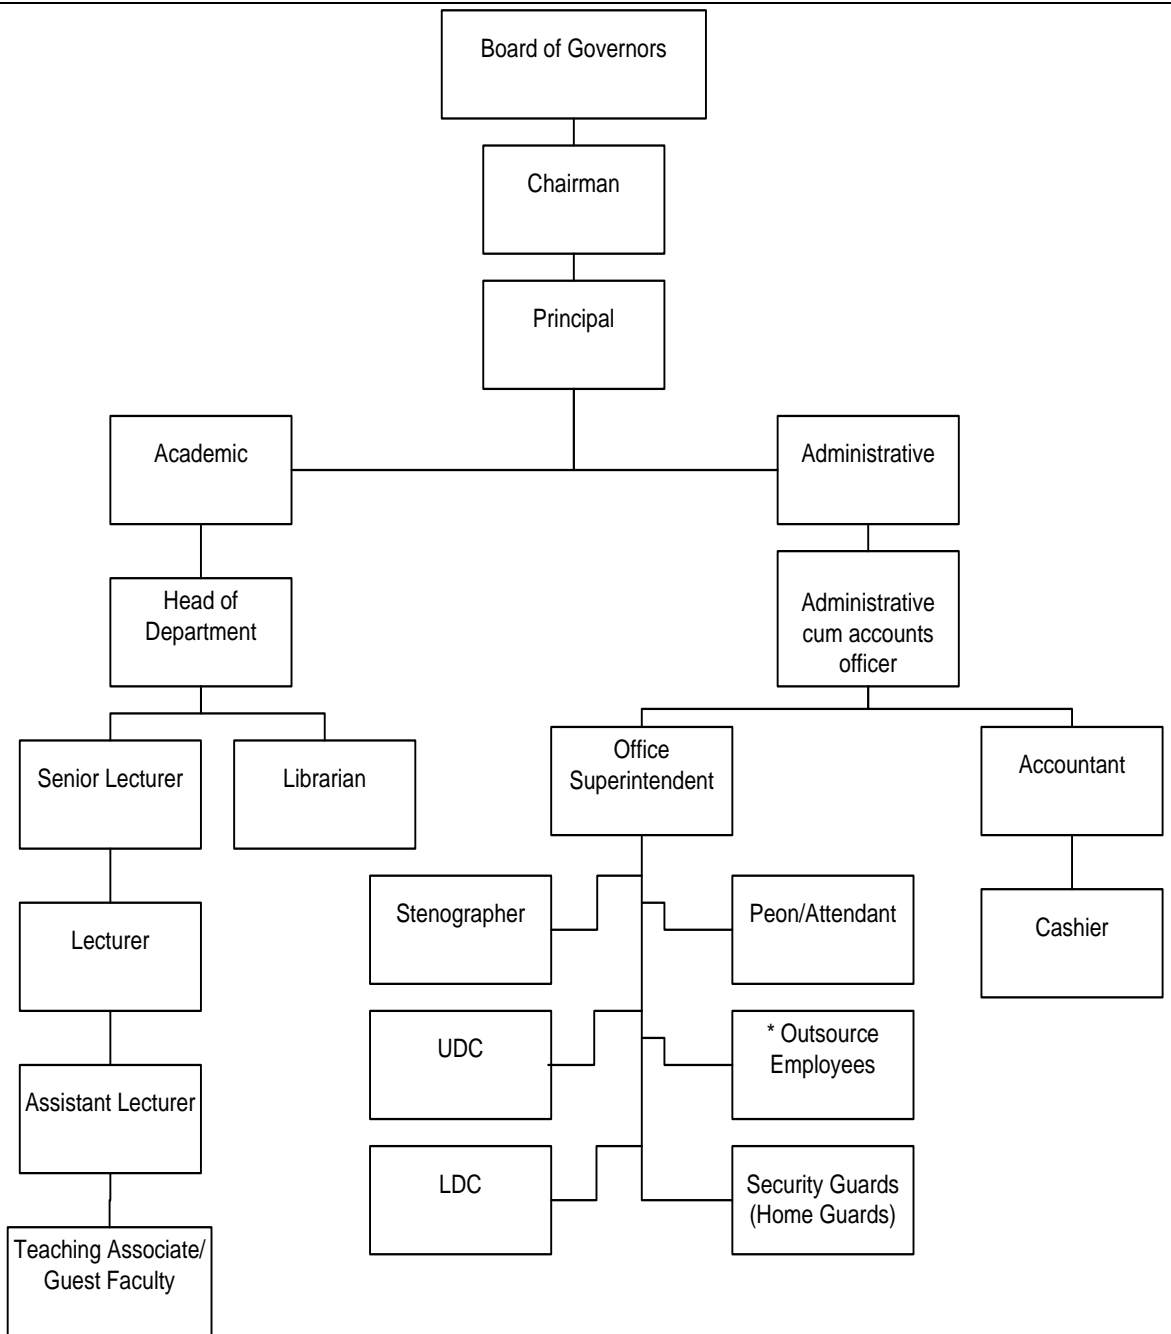 Board of Governors
Chairman
Principal
Academic
Administrative
Head of
Department
Administrative
cum accounts
officer
Senior Lecturer
Librarian
Office
Superintendent
Accountant
Stenographer
Peon/Attendant
Cashier
Lecturer
UDC
* Outsource
Employees
Assistant Lecturer
LDC
Security Guards
(Home Guards)
Teaching Associate/
Guest Faculty